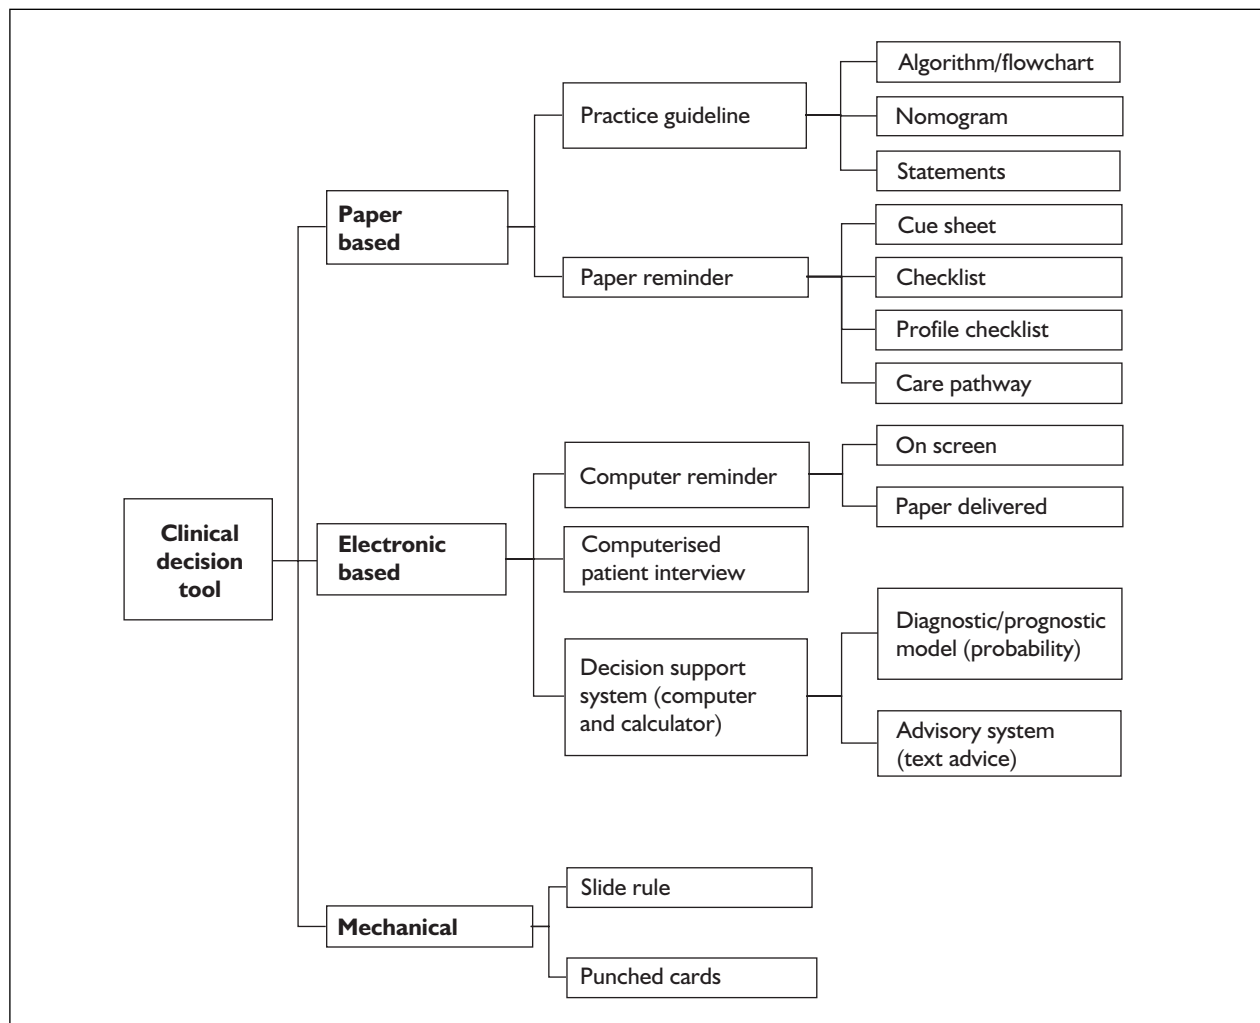 Algorithm/flowchart
Practice guideline
Nomogram
Statements
Paper
based
Cue sheet
Paper reminder
Checklist
Profile checklist
Care pathway
On screen
Computer reminder
Paper delivered
Clinical
decision
tool
Electronic
based
Computerised
patient interview
Diagnostic/prognostic
model (probability)
Decision support
system (computer
and calculator)
Advisory system
(text advice)
Slide rule
Mechanical
Punched cards